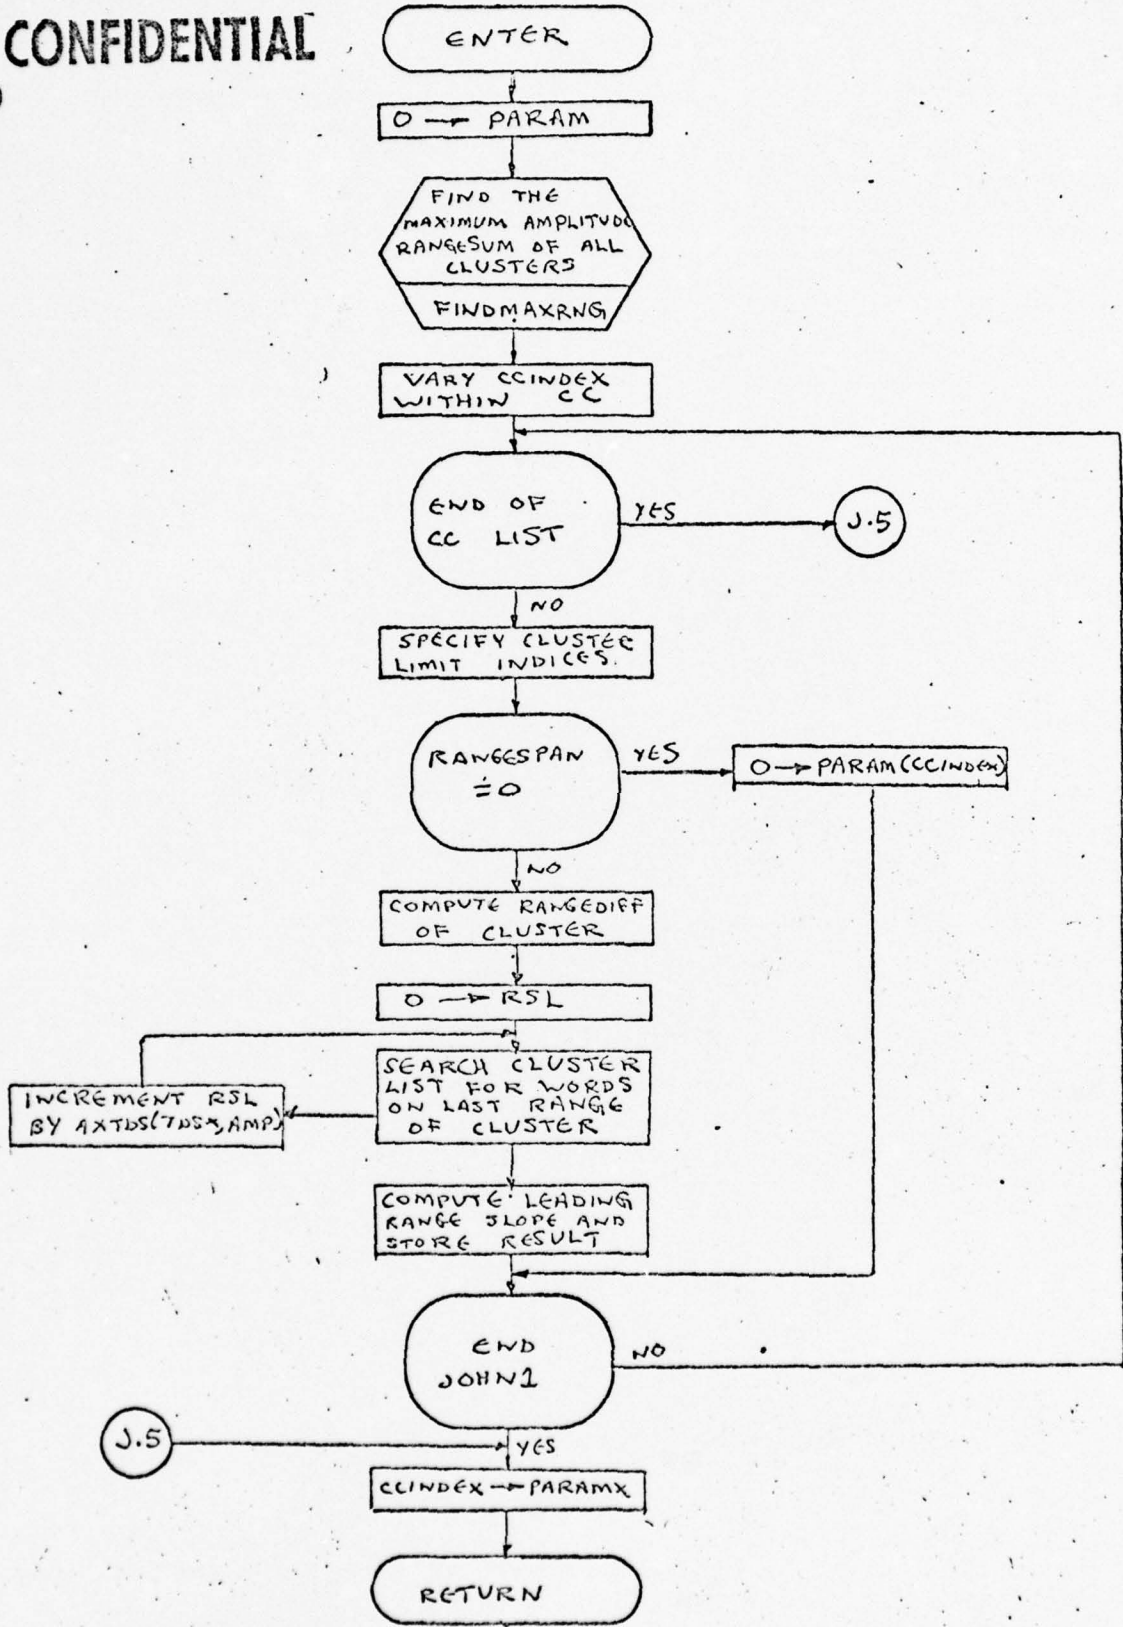 CONFIDENTIAL
ENTER
0 → PARAM
FIND THE
MAXIMUM AMPLITUDE
RANGESUM OF ALL
CLUSTERS
FINDMAXRNG
VARY CCINDEX
WITHIN CC
END OF
CC LIST
YES
J.5
NO
SPECIFY CLUSTER
LIMIT INDICES.
RANGESPAN
= 0
YES
0 → PARAM(CCINDEX)
NO
COMPUTE RANGEDIFF
OF CLUSTER
0 → RSL
SEARCH CLUSTER
LIST FOR WORDS
ON LAST RANGE
OF CLUSTER
INCREMENT RSL
BY AXTDS(TDSX,AMP)
COMPUTE LEADING
RANGE SLOPE AND
STORE RESULT
END
JOHN1
NO
J.5
YES
CCINDEX → PARAMX
RETURN